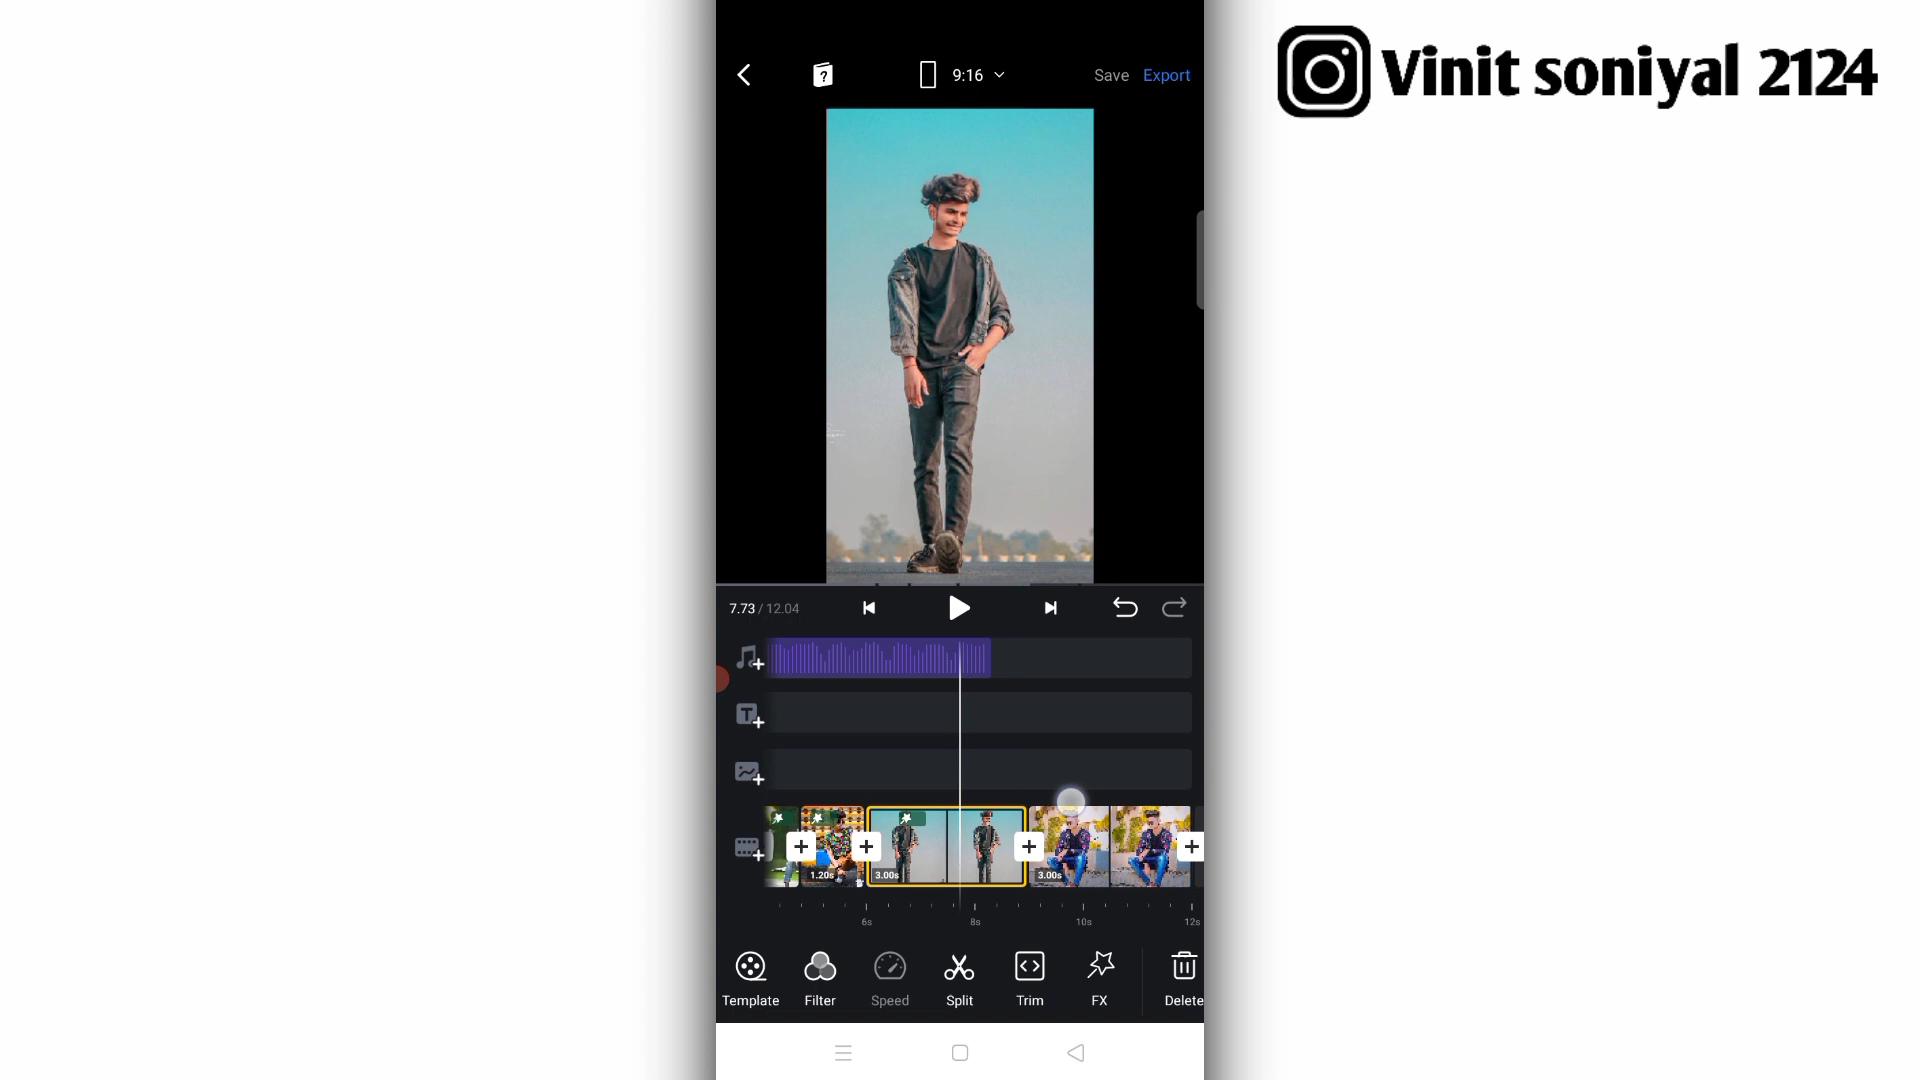 Vinit soniyal 2124
9:16
Save
Export
7.73 / 12.04
1.20s
3.00s
3.00s
6s
8s
10s
12s
Template
Filter
Speed
Split
Trim
FX
Delete